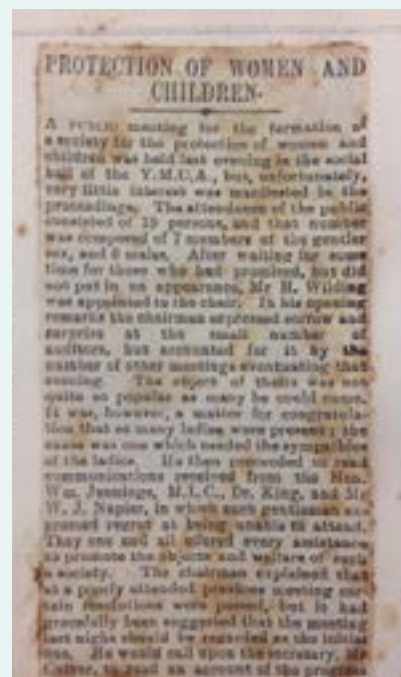 PROTECTION OF WOMEN AND
CHILDREN.
A PUBLIC meeting for the formation of
a society for the protection of women and
children was held last evening in the social
hall of the Y.M.C.A., but, unfortunately,
very little interest was manifested in the
proceedings. The attendance of the public
consisted of 15 persons, and that number
was composed of 7 members of the gentler
sex, and 8 males. After waiting for some
time for those who had promised, but did
not put in an appearance, Mr H. Wilding
was appointed to the chair. In his opening
remarks the chairman expressed sorrow and
surprise at the small number of
auditors, but accounted for it by the
number of other meetings eventuating that
evening. The object of theirs was not
quite so popular as many he could name.
It was, however, a matter for congratula-
tion that so many ladies were present; the
cause was one which needed the sympathies
of the ladies. He then proceeded to read
communications received from the Hon.
Wm. Jennings, M.L.C., Dr. King, and Mr
W. J. Napier, in which each gentleman ex-
pressed regret at being unable to attend.
They one and all offered every assistance
to promote the objects and welfare of such
a society. The chairman explained that
at a poorly attended previous meeting cer-
tain resolutions were passed, but it had
gracefully been suggested that the meeting
last night should be regarded as the initial
one. He would call upon the secretary, Mr
to read an account of the progress